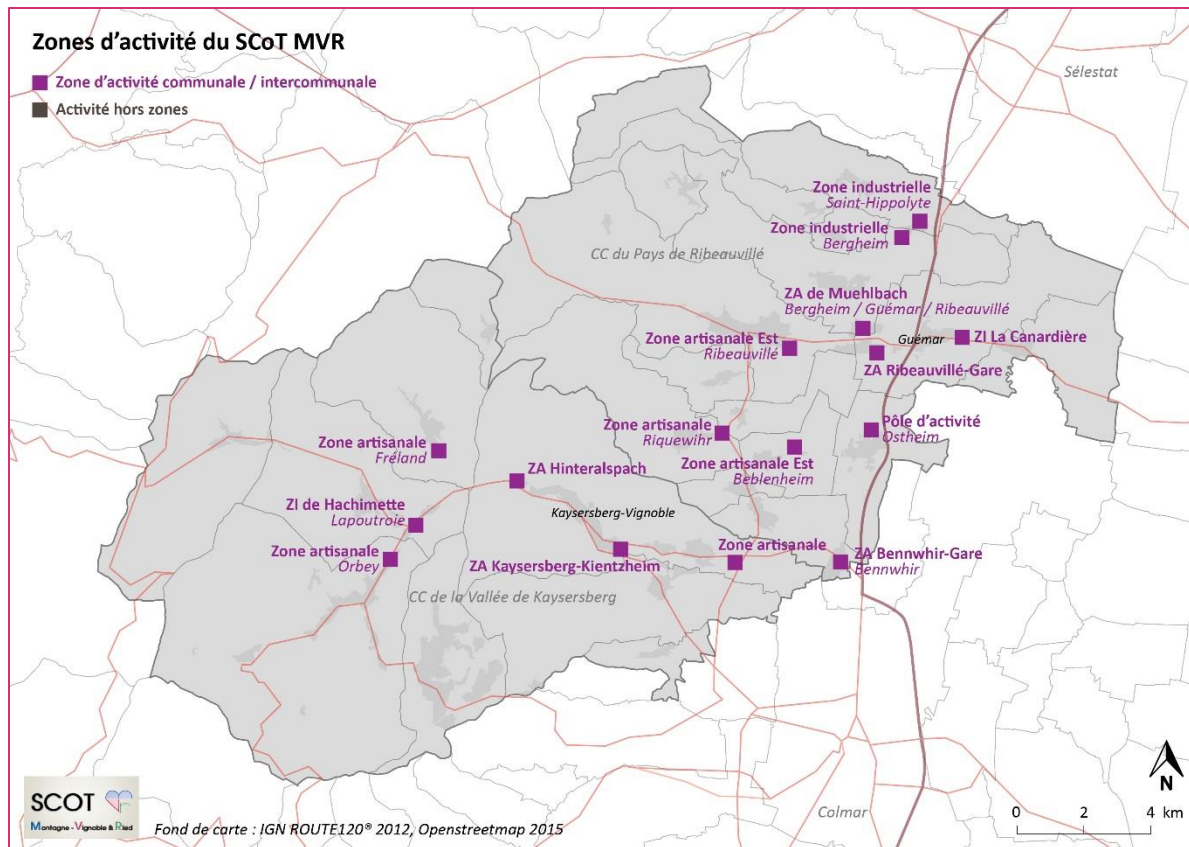 Zones d'activité du SCoT MVR
Zone d'activité communale / intercommunale
Activité hors zones
Sélestat
Zone industrielle
Saint-Hippolyte
Zone industrielle
Bergheim
CC du Pays de Ribeauvillé
ZA de Muehlbach
Bergheim / Guémar / Ribeauvillé
Zone artisanale Est
Ribeauvillé
Guémar
ZI La Canardière
ZA Ribeauvillé-Gare
Zone artisanale
Riquewihr
Pôle d'activité
Ostheim
Zone artisanale
Fréland
Zone artisanale Est
Beblenheim
ZA Hinteralspach
ZI de Hachimette
Lapoutroie
Kaysersberg-Vignoble
Zone artisanale
Orbey
ZA Kaysersberg-Kientzheim
Zone artisanale
ZA Bennwhir-Gare
Bennwhir
CC de la Vallée de Kaysersberg
N
SCOT
Montagne - Vignoble & Ried
Fond de carte : IGN ROUTE120® 2012, Openstreetmap 2015
Colmar
0 2 4 km